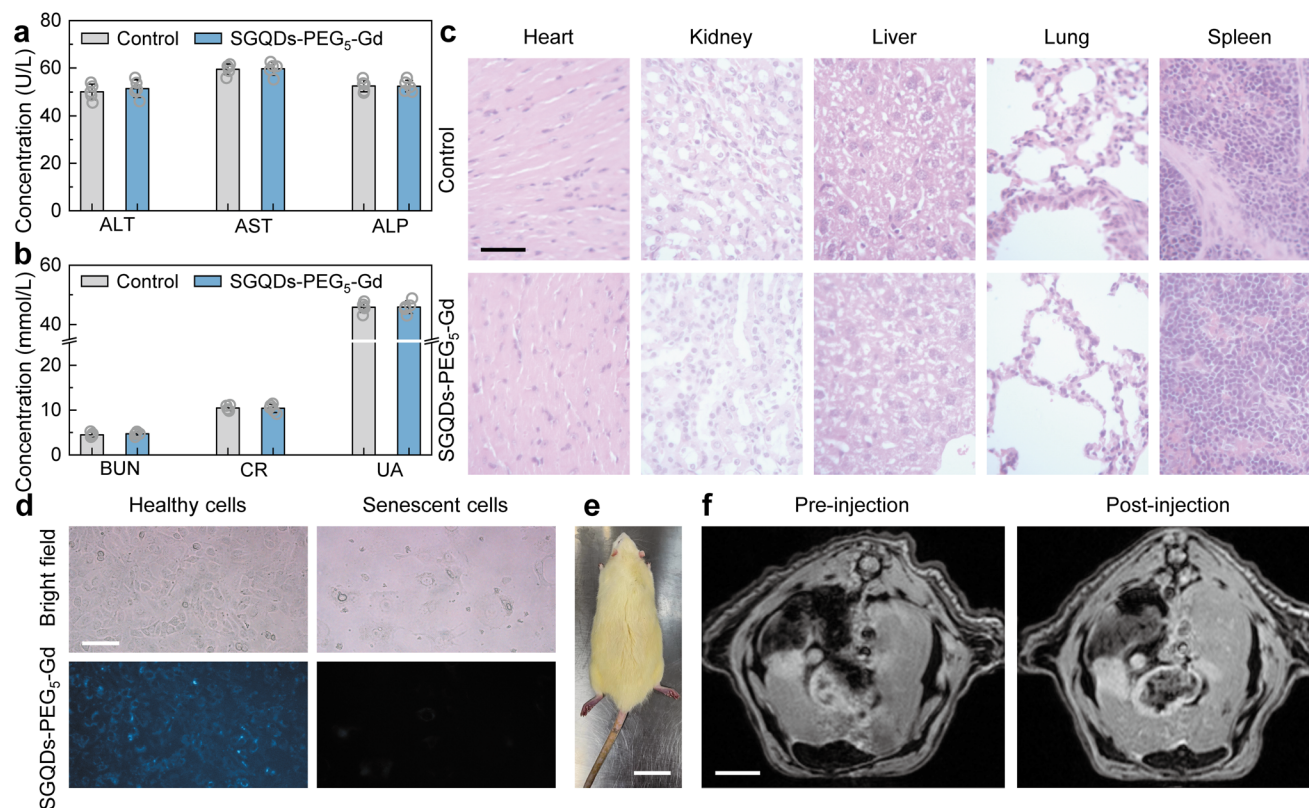 a
Control SGQDs-PEG₅-Gd
Concentration (U/L)
80
60
40
20
0
ALT AST ALP
b
Control SGQDs-PEG₅-Gd
Concentration (mmol/L)
60
40
20
10
0
BUN CR UA
c
Heart Kidney Liver Lung Spleen
Control
SGQDs-PEG₅-Gd
d
Healthy cells Senescent cells
Bright field
SGQDs-PEG₅-Gd
e
f
Pre-injection Post-injection